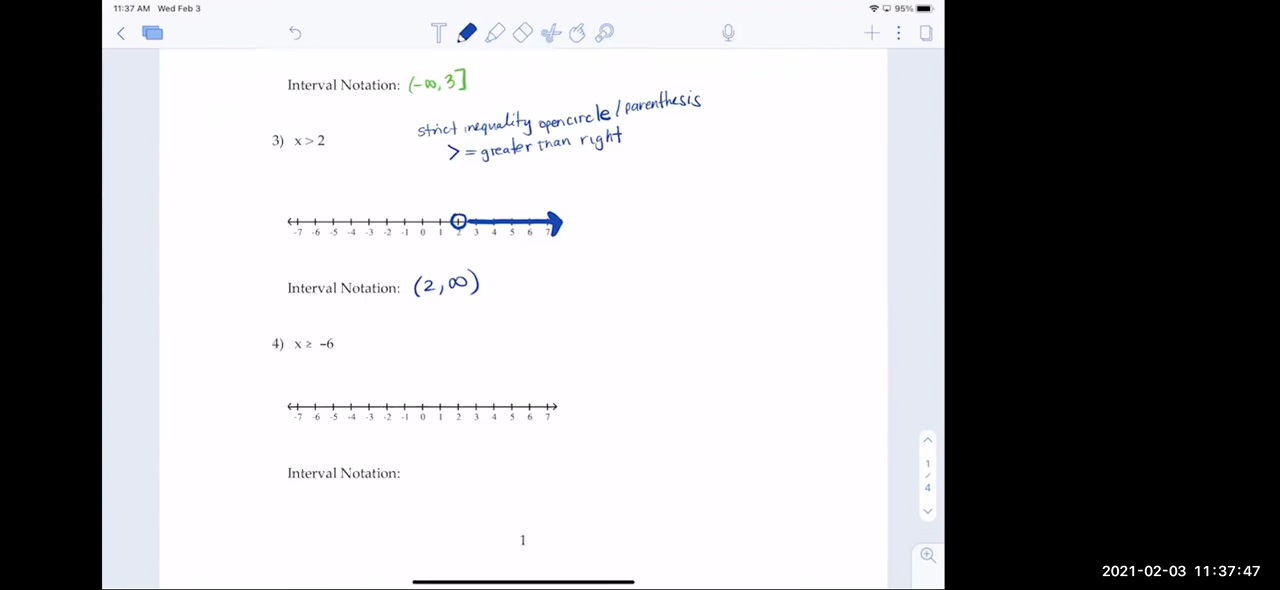 11:37 AM Wed Feb 3
95%
Interval Notation: (-∞, 3]
strict inequality open circle / parenthesis
3) x > 2
> = greater than right
-7 -6 -5 -4 -3 -2 -1 0 1 2 3 4 5 6 7
Interval Notation: (2, ∞)
4) x ≥ -6
-7 -6 -5 -4 -3 -2 -1 0 1 2 3 4 5 6 7
Interval Notation:
1
/
4
1
2021-02-03 11:37:47